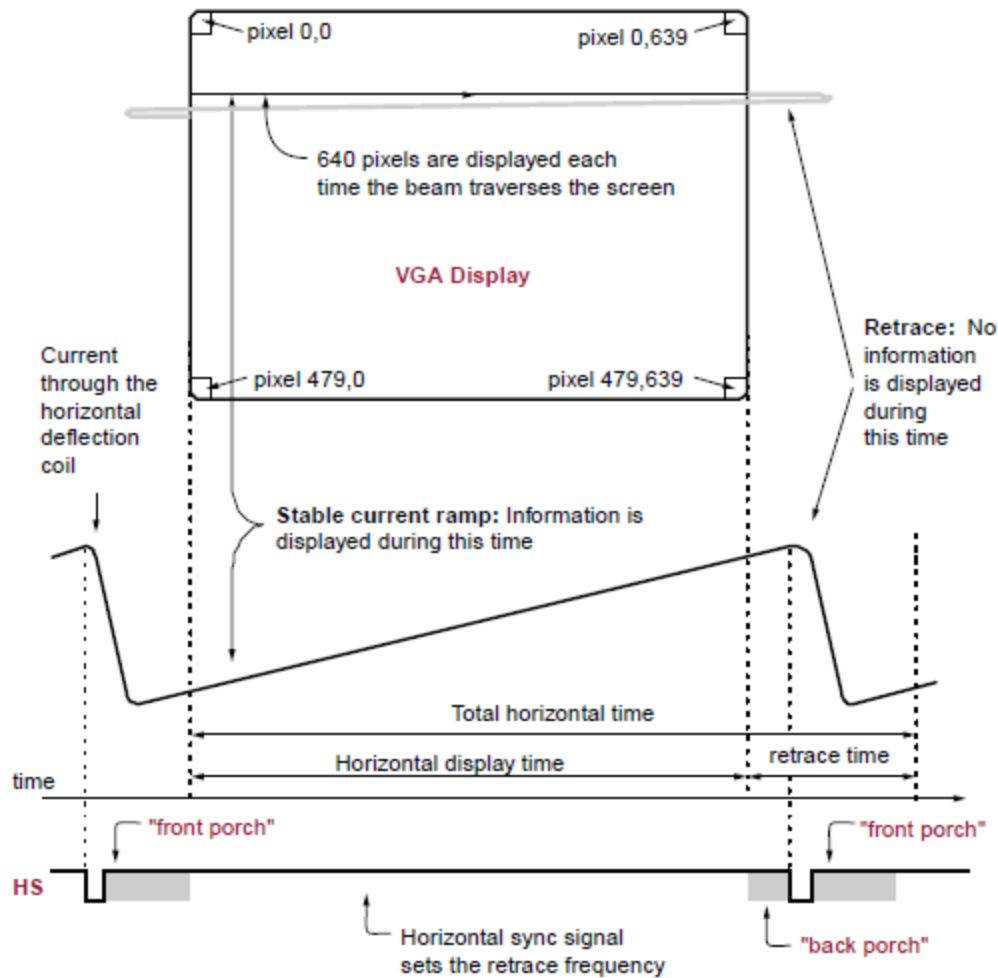 pixel 0,0
pixel 0,639
640 pixels are displayed each
time the beam traverses the screen
VGA Display
Retrace: No
information
is displayed
during
this time
Current
through the
horizontal
deflection
coil
pixel 479,0
pixel 479,639
Stable current ramp: Information is
displayed during this time
Total horizontal time
Horizontal display time
retrace time
time
"front porch"
"front porch"
HS
Horizontal sync signal
sets the retrace frequency
"back porch"